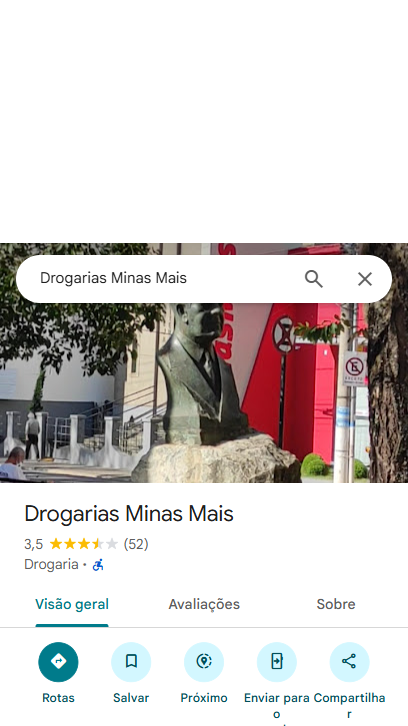 Drogarias Minas Mais
Drogarias Minas Mais
3,5 (52)
Drogaria ·
Visão geral
Avaliações
Sobre
Rotas
Salvar
Próximo
Enviar para
o
Compartilha
r